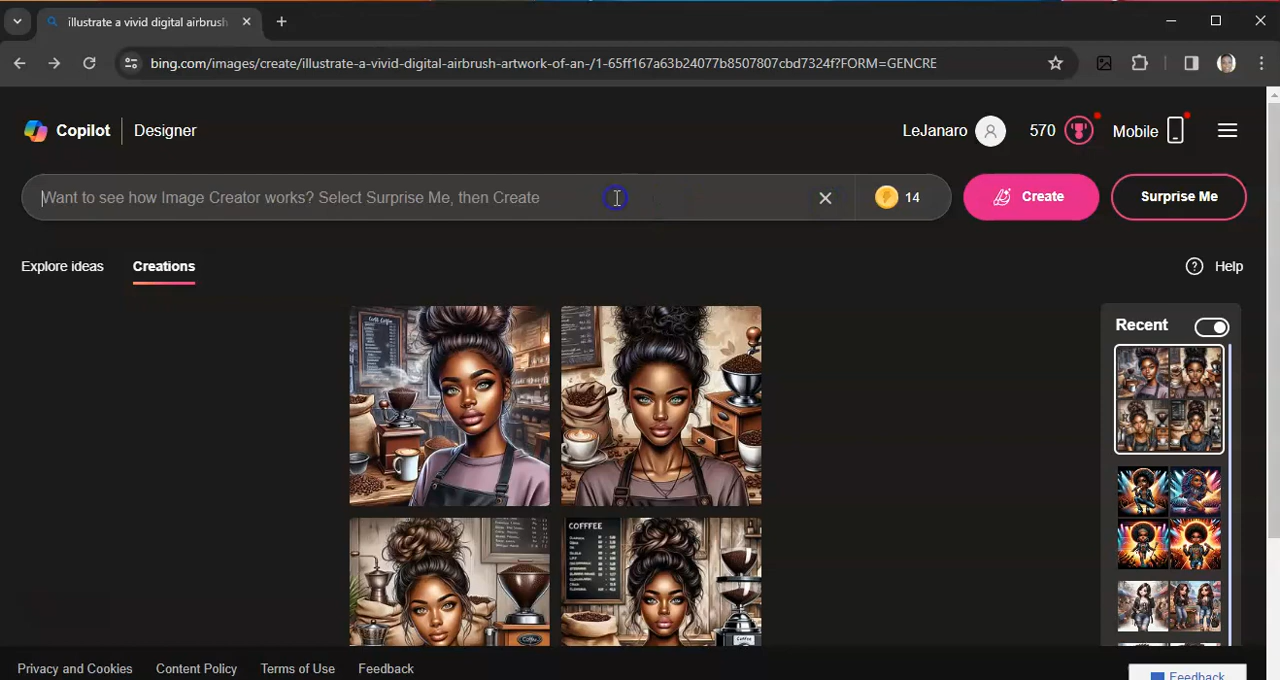 illustrate a vivid digital airbrush
bing.com/images/create/illustrate-a-vivid-digital-airbrush-artwork-of-an-/1-65ff167a63b24077b8507807cbd7324f?FORM=GENCRE
Copilot
Designer
LeJanaro
570
Mobile
Want to see how Image Creator works? Select Surprise Me, then Create
14
Create
Surprise Me
Explore ideas
Creations
Help
Recent
COFFFEE
Privacy and Cookies
Content Policy
Terms of Use
Feedback
Feedback